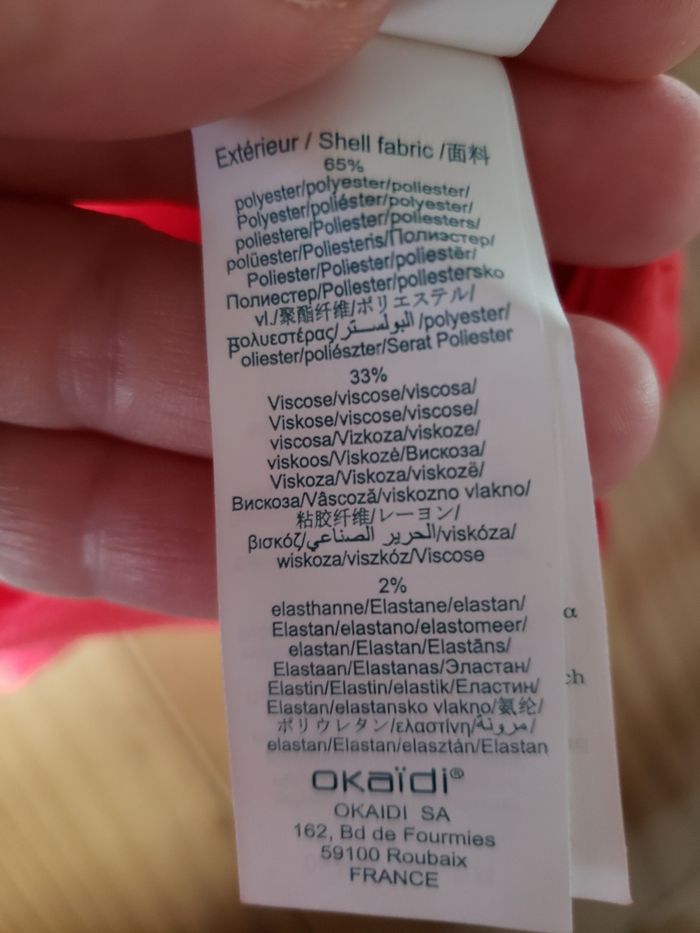 Extérieur / Shell fabric /面料
65%
polyester/polyester/poliester/
Polyester/poliéster/polyester/
poliestere/Poliester/poliesters/
polüester/Poliesteris/Полиэстер/
Poliester/Poliester/poliestër/
Полиестер/Poliester/poliestersko
vl./聚酯纤维/ポリエステル/
πολυεστέρας/البوليستر/polyester/
Poliester/poliészter/Serat Poliester
33%
Viscose/viscose/viscosa/
Viskose/viscose/viscose/
viscosa/Vizkoza/viskoze/
viskoos/Viskozė/Вискоза/
Viskoza/Viskoza/viskozë/
Вискоза/Vâscoză/viskozno vlakno/
粘胶纤维/レーヨン/
βισκόζ/الحرير الصناعي/viskóza/
wiskoza/viszkóz/Viscose
2%
elasthanne/Elastane/elastan/
Elastan/elastano/elastomeer/
elastan/Elastan/Elastāns/
Elastaan/Elastanas/Эластан/
Elastin/Elastin/elastik/Еластин/
Elastan/elastansko vlakno/氨纶/
ポリウレタン/ελαστίνη/مرونة/
elastan/Elastan/elasztán/Elastan
okaïdi®
OKAIDI SA
162, Bd de Fourmies
59100 Roubaix
FRANCE